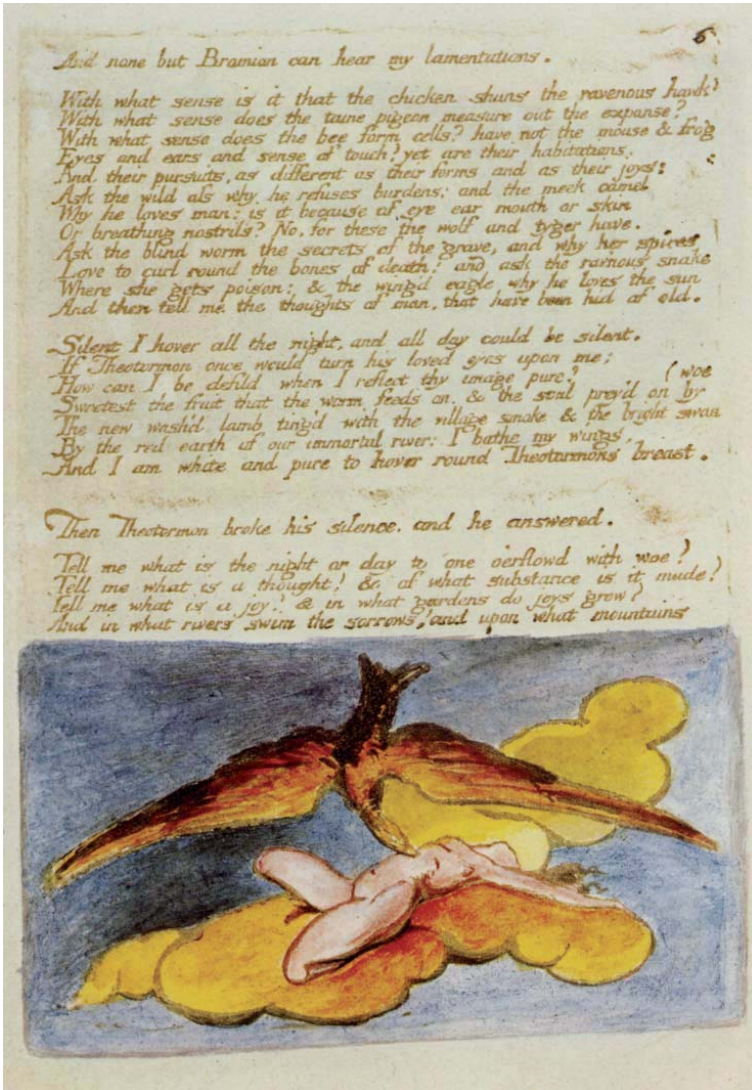 6
And none but Bromion can hear my lamentations.
With what sense is it that the chicken shuns the ravenous hawk?
With what sense does the tame pigeon measure out the expanse?
With what sense does the bee form cells? have not the mouse & frog
Eyes and ears and sense of touch? yet are their habitations,
And their pursuits, as different as their forms and as their joys:
Ask the wild ass why he refuses burdens: and the meek camel
Why he loves man: is it because of eye ear mouth or skin
Or breathing nostrils? No. for these the wolf and tyger have.
Ask the blind worm the secrets of the grave, and why her spires
Love to curl round the bones of death; and ask the rav'nous snake
Where she gets poison: & the wing'd eagle why he loves the sun
And then tell me the thoughts of man, that have been hid of old.
Silent I hover all the night, and all day could be silent.
If Theotormon once would turn his loved eyes upon me;
How can I be defild when I reflect thy image pure?
(woe
Sweetest the fruit that the worm feeds on. & the soul prey'd on by
The new wash'd lamb ting'd with the village smoke & the bright swan
By the red earth of our immortal river: I bathe my wings,
And I am white and pure to hover round Theotormons breast.
Then Theotormon broke his silence. and he answered.
Tell me what is the night or day to one oerflowd with woe?
Tell me what is a thought? & of what substance is it made?
Tell me what is a joy? & in what gardens do joys grow?
And in what rivers swim the sorrows? and upon what mountains